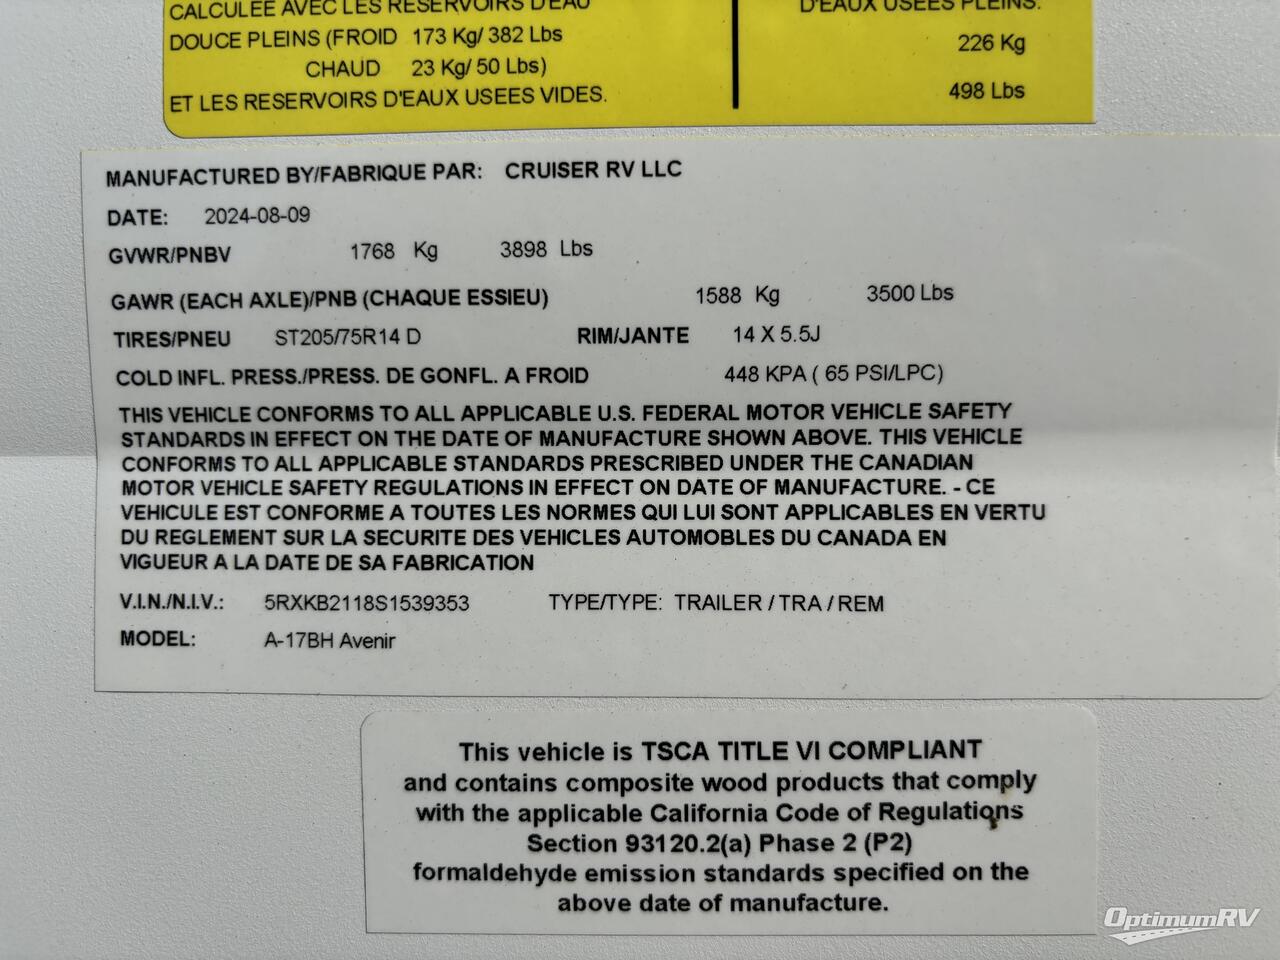 CALCULEE AVEC LES RESERVOIRS D'EAU
DOUCE PLEINS (FROID 173 Kg/ 382 Lbs
CHAUD 23 Kg/ 50 Lbs)
ET LES RESERVOIRS D'EAUX USEES VIDES.
D'EAUX USEES PLEINS.
226 Kg
498 Lbs
MANUFACTURED BY/FABRIQUE PAR: CRUISER RV LLC
DATE: 2024-08-09
GVWR/PNBV 1768 Kg 3898 Lbs
GAWR (EACH AXLE)/PNB (CHAQUE ESSIEU) 1588 Kg 3500 Lbs
TIRES/PNEU ST205/75R14 D RIM/JANTE 14 X 5.5J
COLD INFL. PRESS./PRESS. DE GONFL. A FROID 448 KPA ( 65 PSI/LPC)
THIS VEHICLE CONFORMS TO ALL APPLICABLE U.S. FEDERAL MOTOR VEHICLE SAFETY
STANDARDS IN EFFECT ON THE DATE OF MANUFACTURE SHOWN ABOVE. THIS VEHICLE
CONFORMS TO ALL APPLICABLE STANDARDS PRESCRIBED UNDER THE CANADIAN
MOTOR VEHICLE SAFETY REGULATIONS IN EFFECT ON DATE OF MANUFACTURE. - CE
VEHICULE EST CONFORME A TOUTES LES NORMES QUI LUI SONT APPLICABLES EN VERTU
DU REGLEMENT SUR LA SECURITE DES VEHICLES AUTOMOBLES DU CANADA EN
VIGUEUR A LA DATE DE SA FABRICATION
V.I.N./N.I.V.: 5RXKB2118S1539353 TYPE/TYPE: TRAILER / TRA / REM
MODEL: A-17BH Avenir
This vehicle is TSCA TITLE VI COMPLIANT
and contains composite wood products that comply
with the applicable California Code of Regulations
Section 93120.2(a) Phase 2 (P2)
formaldehyde emission standards specified on the
above date of manufacture.
OptimumRV